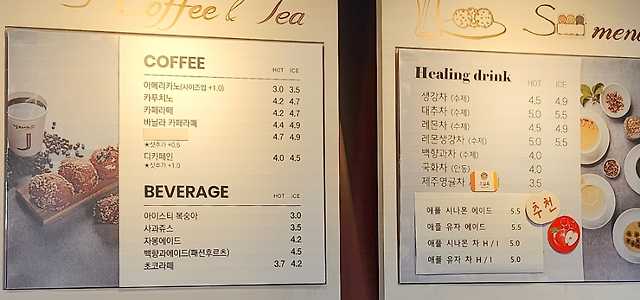 Coffee & Tea
COFFEE HOT ICE
아메리카노(사이즈업 +1.0) 3.0 3.5
카푸치노 4.2 4.7
카페라떼 4.2 4.7
바닐라 카페라떼 4.4 4.9
4.7 4.9
★샷추가 +0.5
디카페인 4.0 4.5
★샷추가 +1.0
BEVERAGE HOT ICE
아이스티 복숭아 3.0
사과쥬스 3.5
자몽에이드 4.2
백향과에이드(패션후르츠) 4.5
초코라떼 3.7 4.2
menu
Healing drink HOT ICE
생강차 (수제) 4.5 4.9
대추차 (수제) 5.0 5.5
레몬차 (수제) 4.5 4.9
레몬생강차 (수제) 5.0 5.5
백향과차 (수제) 4.0
국화차 (안동) 4.0
제주영귤차 3.5
추천
애플 시나몬 에이드 5.5
애플 유자 에이드 5.5
애플 시나몬 차 H / I 5.0
애플 유자 차 H / I 5.0